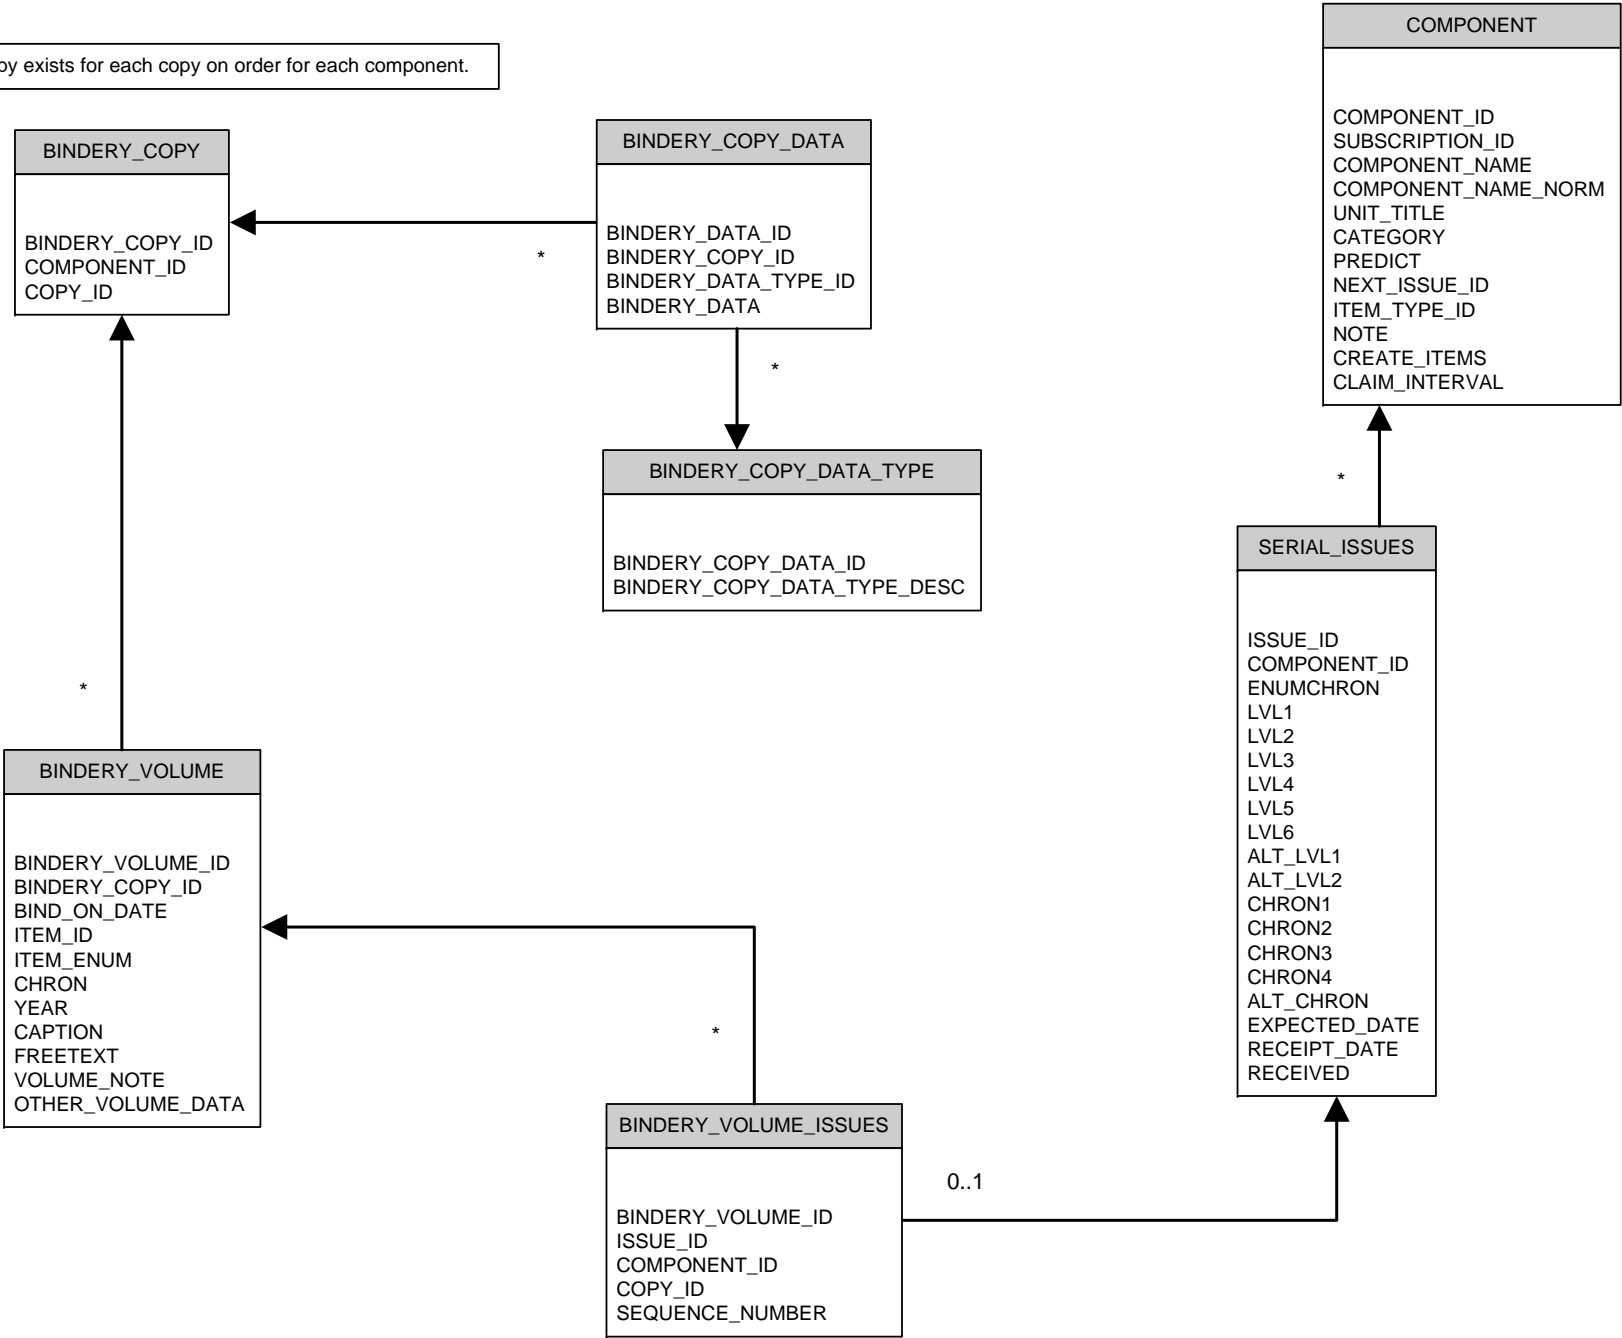 COMPONENT
COMPONENT_ID
SUBSCRIPTION_ID
COMPONENT_NAME
COMPONENT_NAME_NORM
UNIT_TITLE
CATEGORY
PREDICT
NEXT_ISSUE_ID
ITEM_TYPE_ID
NOTE
CREATE_ITEMS
CLAIM_INTERVAL
exists for each copy on order for each component.
BINDERY_COPY
BINDERY_COPY_ID
COMPONENT_ID
COPY_ID
BINDERY_COPY_DATA
BINDERY_DATA_ID
BINDERY_COPY_ID
BINDERY_DATA_TYPE_ID
BINDERY_DATA
*
*
BINDERY_COPY_DATA_TYPE
BINDERY_COPY_DATA_ID
BINDERY_COPY_DATA_TYPE_DESC
*
SERIAL_ISSUES
ISSUE_ID
COMPONENT_ID
ENUMCHRON
LVL1
LVL2
LVL3
LVL4
LVL5
LVL6
ALT_LVL1
ALT_LVL2
CHRON1
CHRON2
CHRON3
CHRON4
ALT_CHRON
EXPECTED_DATE
RECEIPT_DATE
RECEIVED
*
BINDERY_VOLUME
BINDERY_VOLUME_ID
BINDERY_COPY_ID
BIND_ON_DATE
ITEM_ID
ITEM_ENUM
CHRON
YEAR
CAPTION
FREETEXT
VOLUME_NOTE
OTHER_VOLUME_DATA
*
BINDERY_VOLUME_ISSUES
BINDERY_VOLUME_ID
ISSUE_ID
COMPONENT_ID
COPY_ID
SEQUENCE_NUMBER
0..1